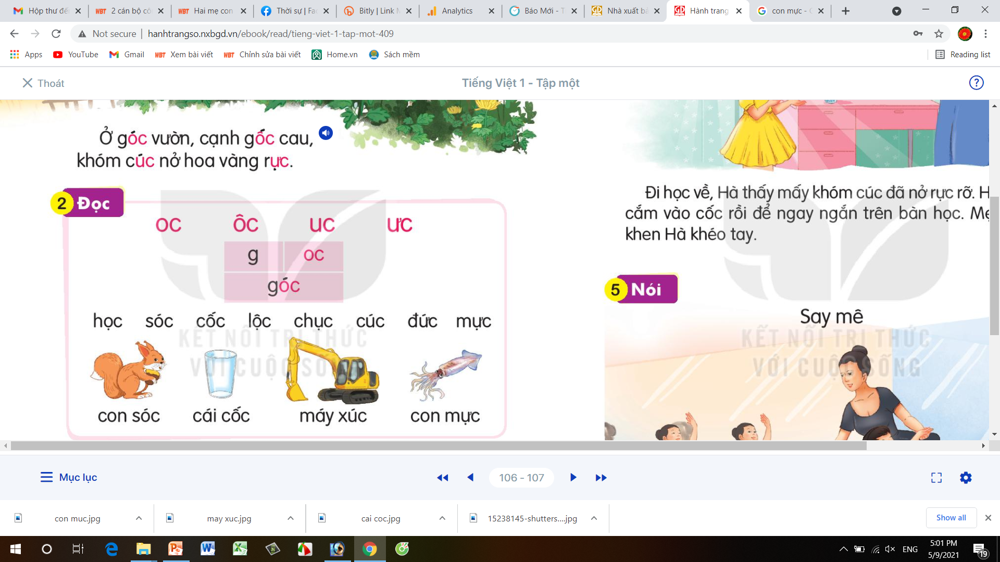 Hộp thư đế
2 cán bộ cô
Hai mẹ con
Thời sự | Fac
Bitly | Link M
Analytics
Báo Mới - T
Nhà xuất bả
Hành trang
con mực - G
Not secure | hanhtrangso.nxbgd.vn/ebook/read/tieng-viet-1-tap-mot-409
Apps YouTube Gmail WBT Xem bài viết WBT Chỉnh sửa bài viết Home.vn Sách mềm Reading list
Thoát
Tiếng Việt 1 - Tập một
Ở góc vườn, cạnh gốc cau,
khóm cúc nở hoa vàng rực.
2 Đọc
oc ôc uc ưc
g oc
góc
học sóc cốc lộc chục cúc đức mực
KẾT NỐI TRI THỨC
VỚI CUỘC SỐNG
con sóc cái cốc máy xúc con mực
Đi học về, Hà thấy mấy khóm cúc đã nở rực rỡ. H
cắm vào cốc rồi để ngay ngắn trên bàn học. Mẹ
khen Hà khéo tay.
5 Nói
Say mê
KẾT NỐI TRI THỨC
VỚI CUỘC SỐNG
Mục lục
106 - 107
con muc.jpg
may xuc.jpg
cai coc.jpg
15238145-shutters....jpg
Show all
ENG
5:01 PM
5/9/2021
19